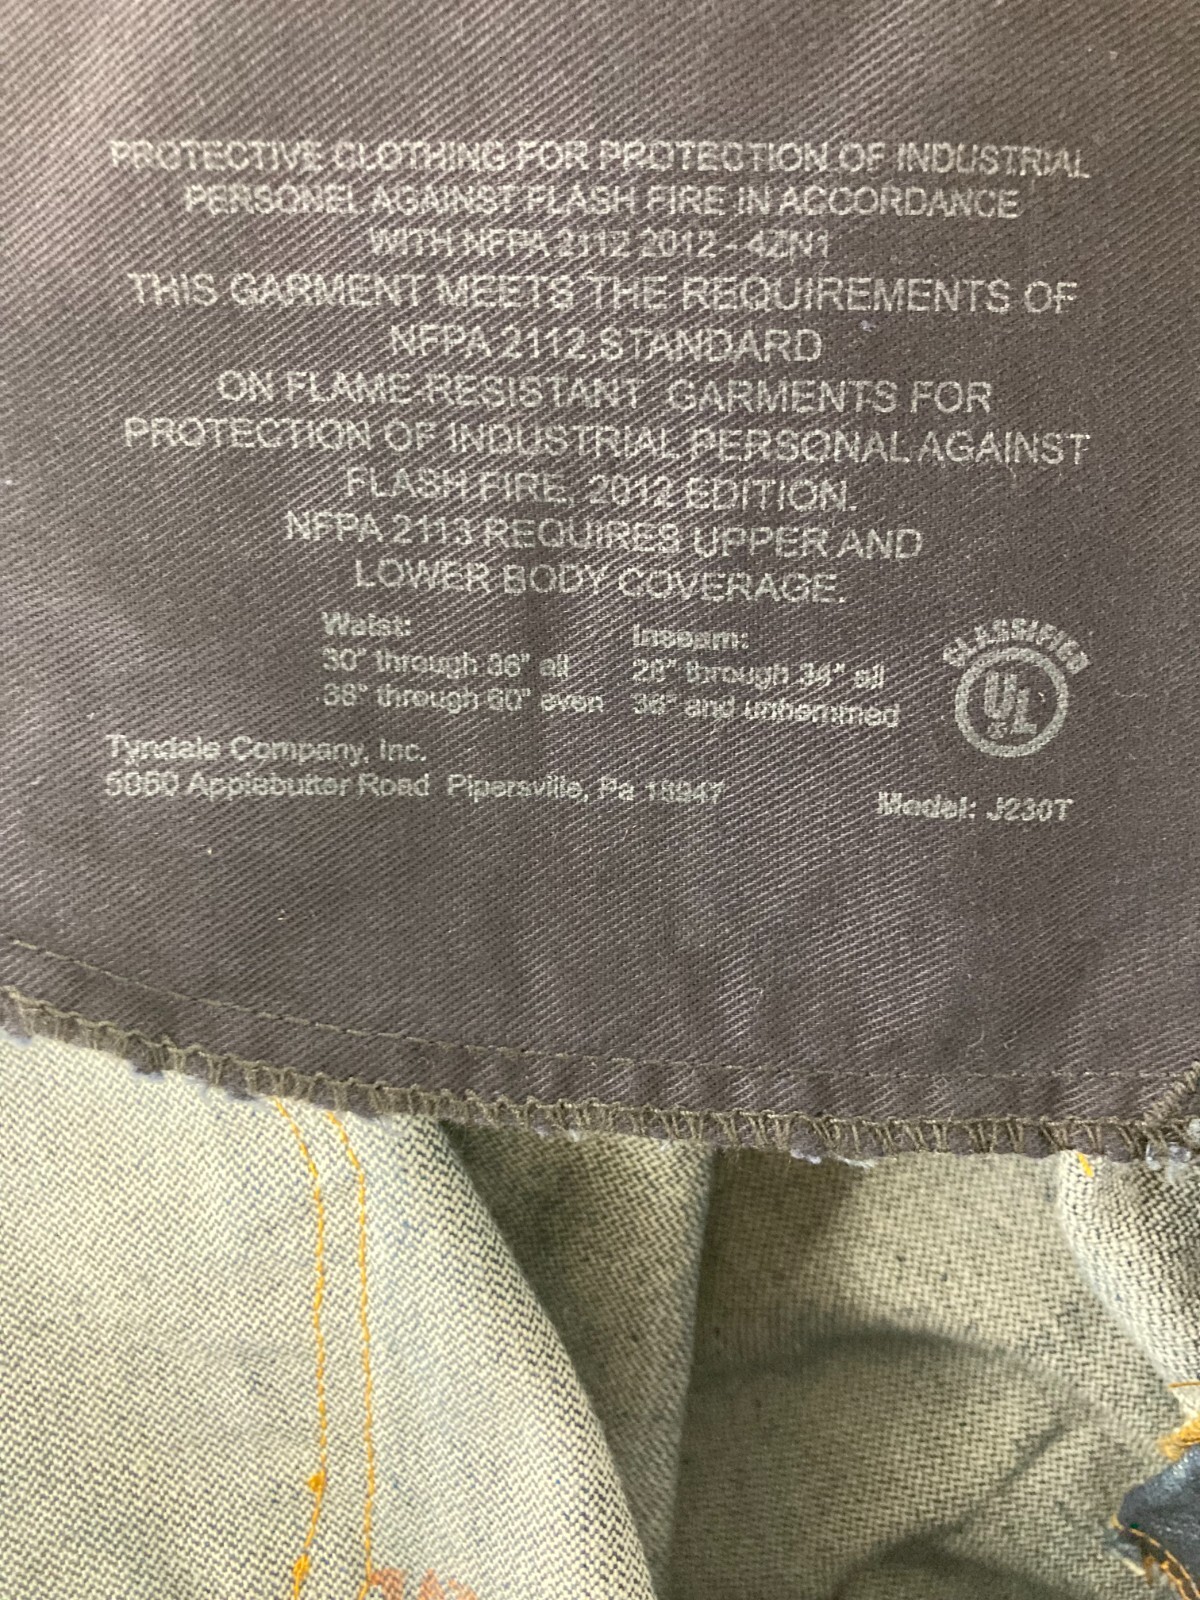 PROTECTIVE CLOTHING FOR PROTECTION OF INDUSTRIAL
PERSONEL AGAINST FLASH FIRE IN ACCORDANCE
WITH NFPA 2112 2012 - 4ZN1
THIS GARMENT MEETS THE REQUIREMENTS OF
NFPA 2112 STANDARD
ON FLAME-RESISTANT GARMENTS FOR
PROTECTION OF INDUSTRIAL PERSONAL AGAINST
FLASH FIRE, 2012 EDITION.
NFPA 2113 REQUIRES UPPER AND
LOWER BODY COVERAGE.
Waist:
30" through 36" all
38" through 60" even
Inseam:
28" through 34" all
36" and unhemmed
CLASSIFIED
UL
Tyndale Company, Inc.
5050 Applebutter Road Pipersville, Pa 18947
Model: J230T